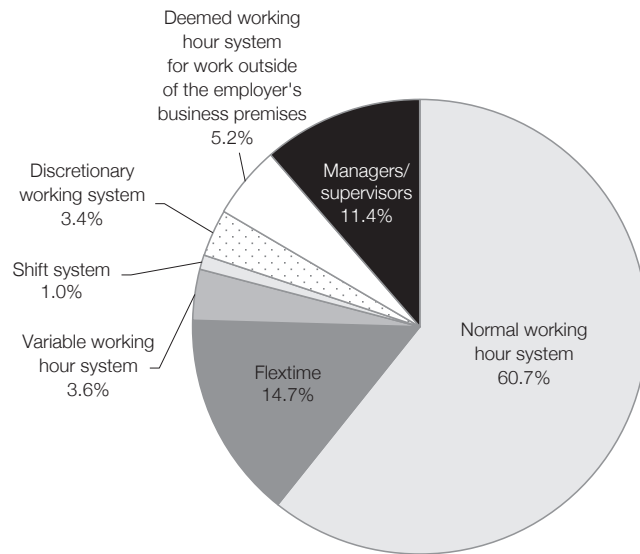 Deemed working
hour system
for work outside
of the employer's
business premises
5.2%
Managers/
supervisors
11.4%
Discretionary
working system
3.4%
Shift system
1.0%
Variable working
hour system
3.6%
Flextime
14.7%
Normal working
hour system
60.7%